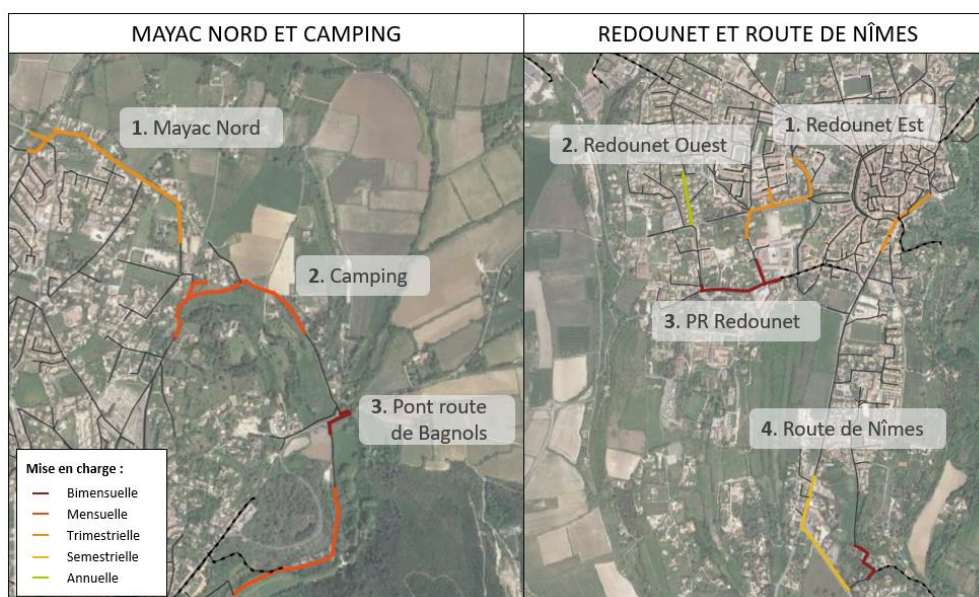 MAYAC NORD ET CAMPING
REDOUNET ET ROUTE DE NÎMES
1. Mayac Nord
2. Camping
3. Pont route
de Bagnols
Mise en charge :
Bimensuelle
Mensuelle
Trimestrielle
Semestrielle
Annuelle
1. Redounet Est
2. Redounet Ouest
3. PR Redounet
4. Route de Nîmes